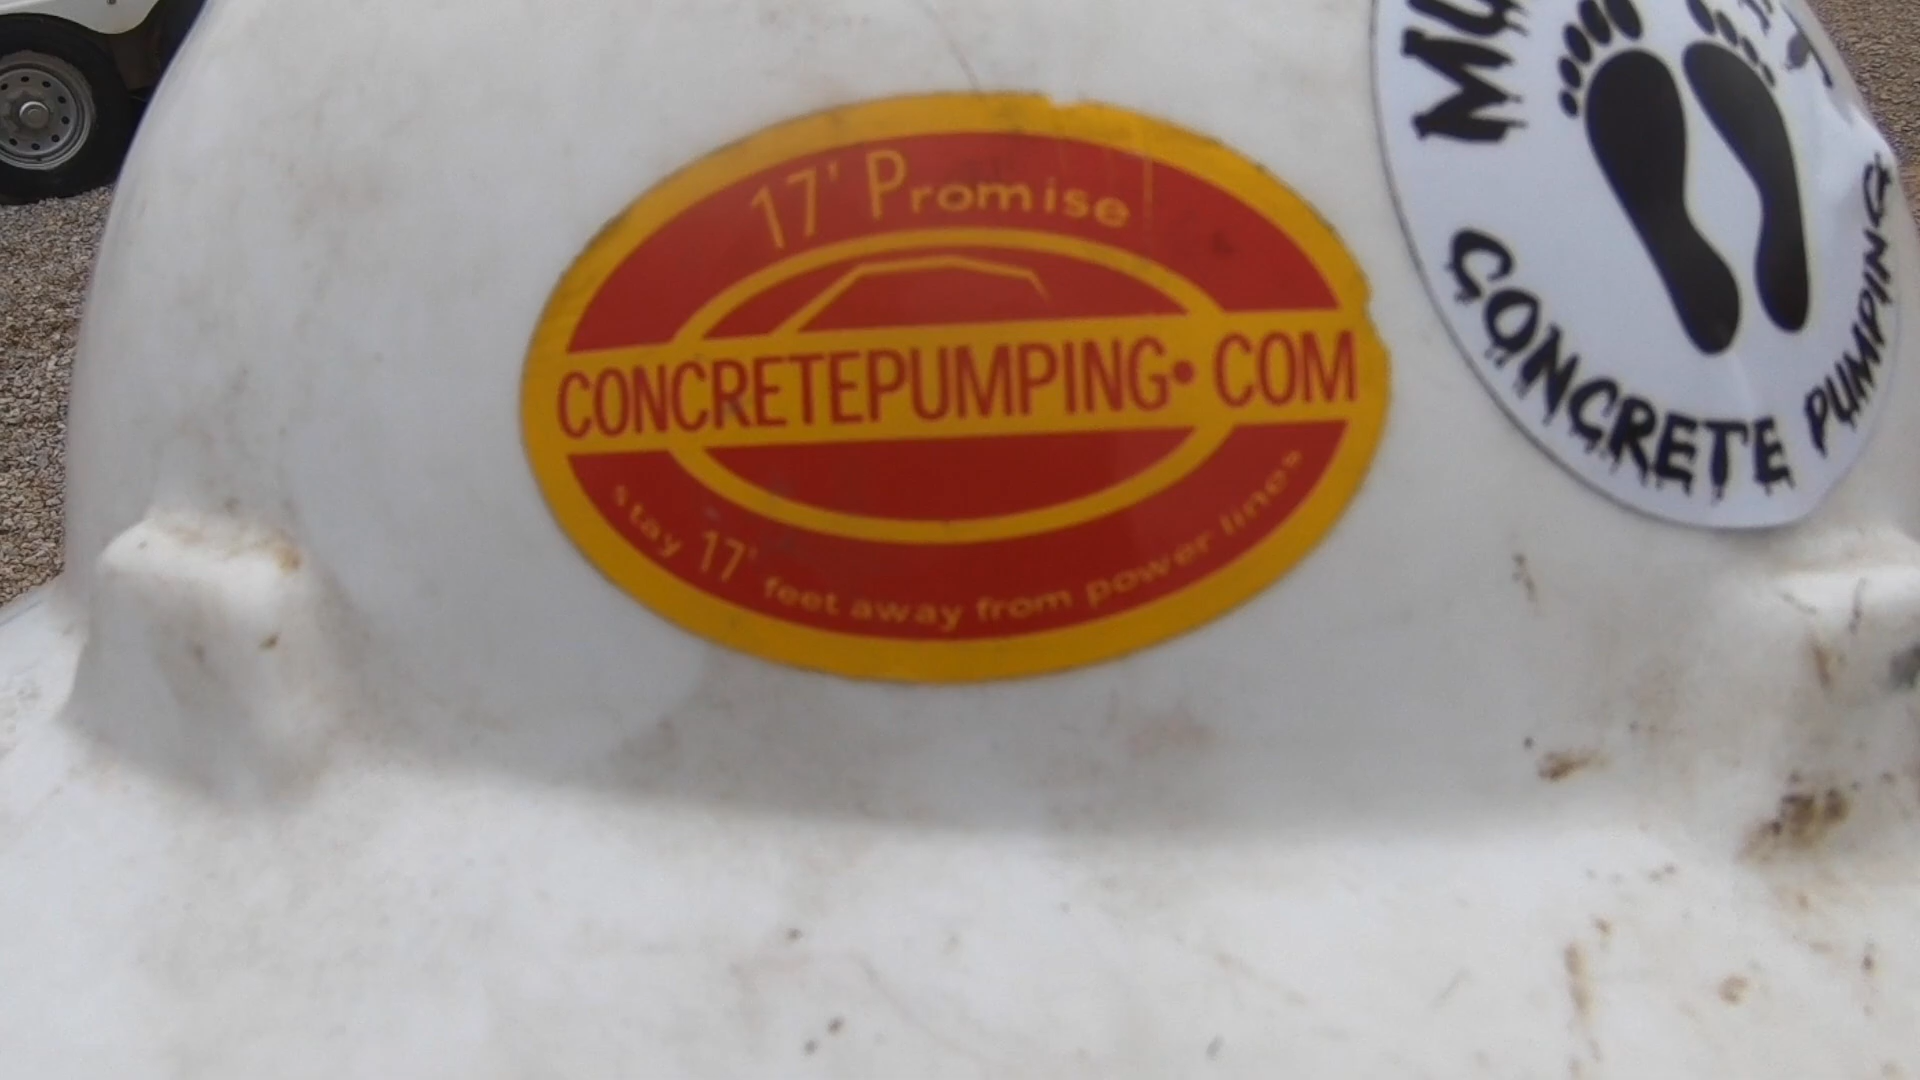 17' Promise
CONCRETEPUMPING•COM
stay 17' feet away from power lines
CONCRETE PUMPING